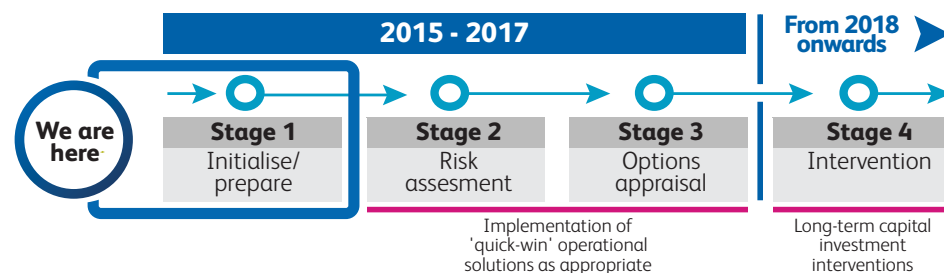 2015 - 2017
From 2018
onwards
We are
here
Stage 1
Initialise/
prepare
Stage 2
Risk
assesment
Stage 3
Options
appraisal
Stage 4
Intervention
Implementation of
'quick-win' operational
solutions as appropriate
Long-term capital
investment
interventions